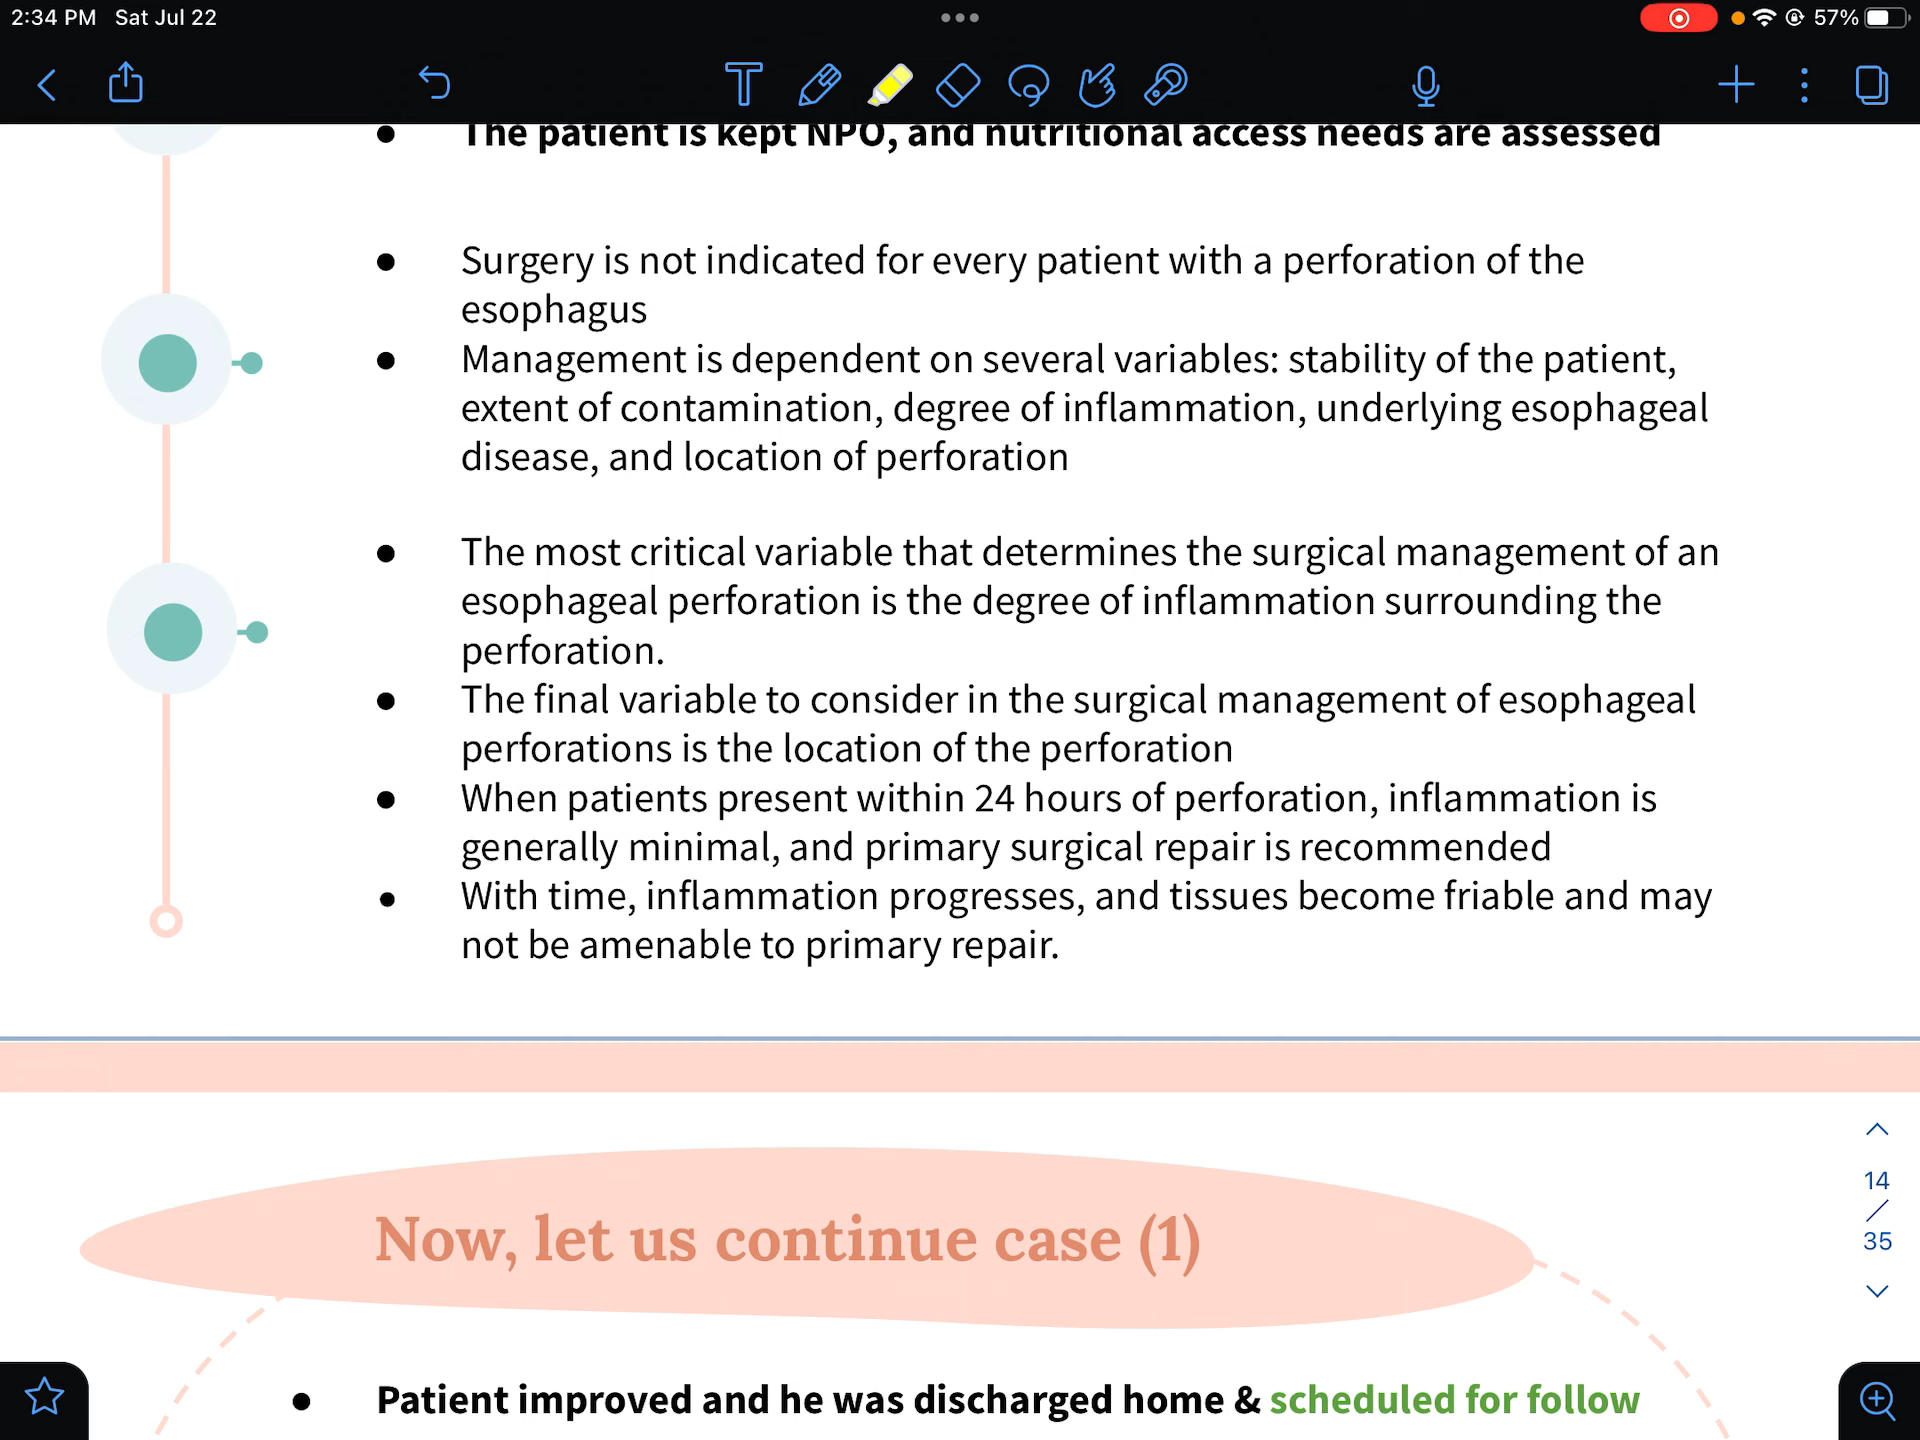 2:34 PM Sat Jul 22
57%
• The patient is kept NPO, and nutritional access needs are assessed
• Surgery is not indicated for every patient with a perforation of the
esophagus
• Management is dependent on several variables: stability of the patient,
extent of contamination, degree of inflammation, underlying esophageal
disease, and location of perforation
• The most critical variable that determines the surgical management of an
esophageal perforation is the degree of inflammation surrounding the
perforation.
• The final variable to consider in the surgical management of esophageal
perforations is the location of the perforation
• When patients present within 24 hours of perforation, inflammation is
generally minimal, and primary surgical repair is recommended
• With time, inflammation progresses, and tissues become friable and may
not be amenable to primary repair.
14
/
35
Now, let us continue case (1)
• Patient improved and he was discharged home & scheduled for follow